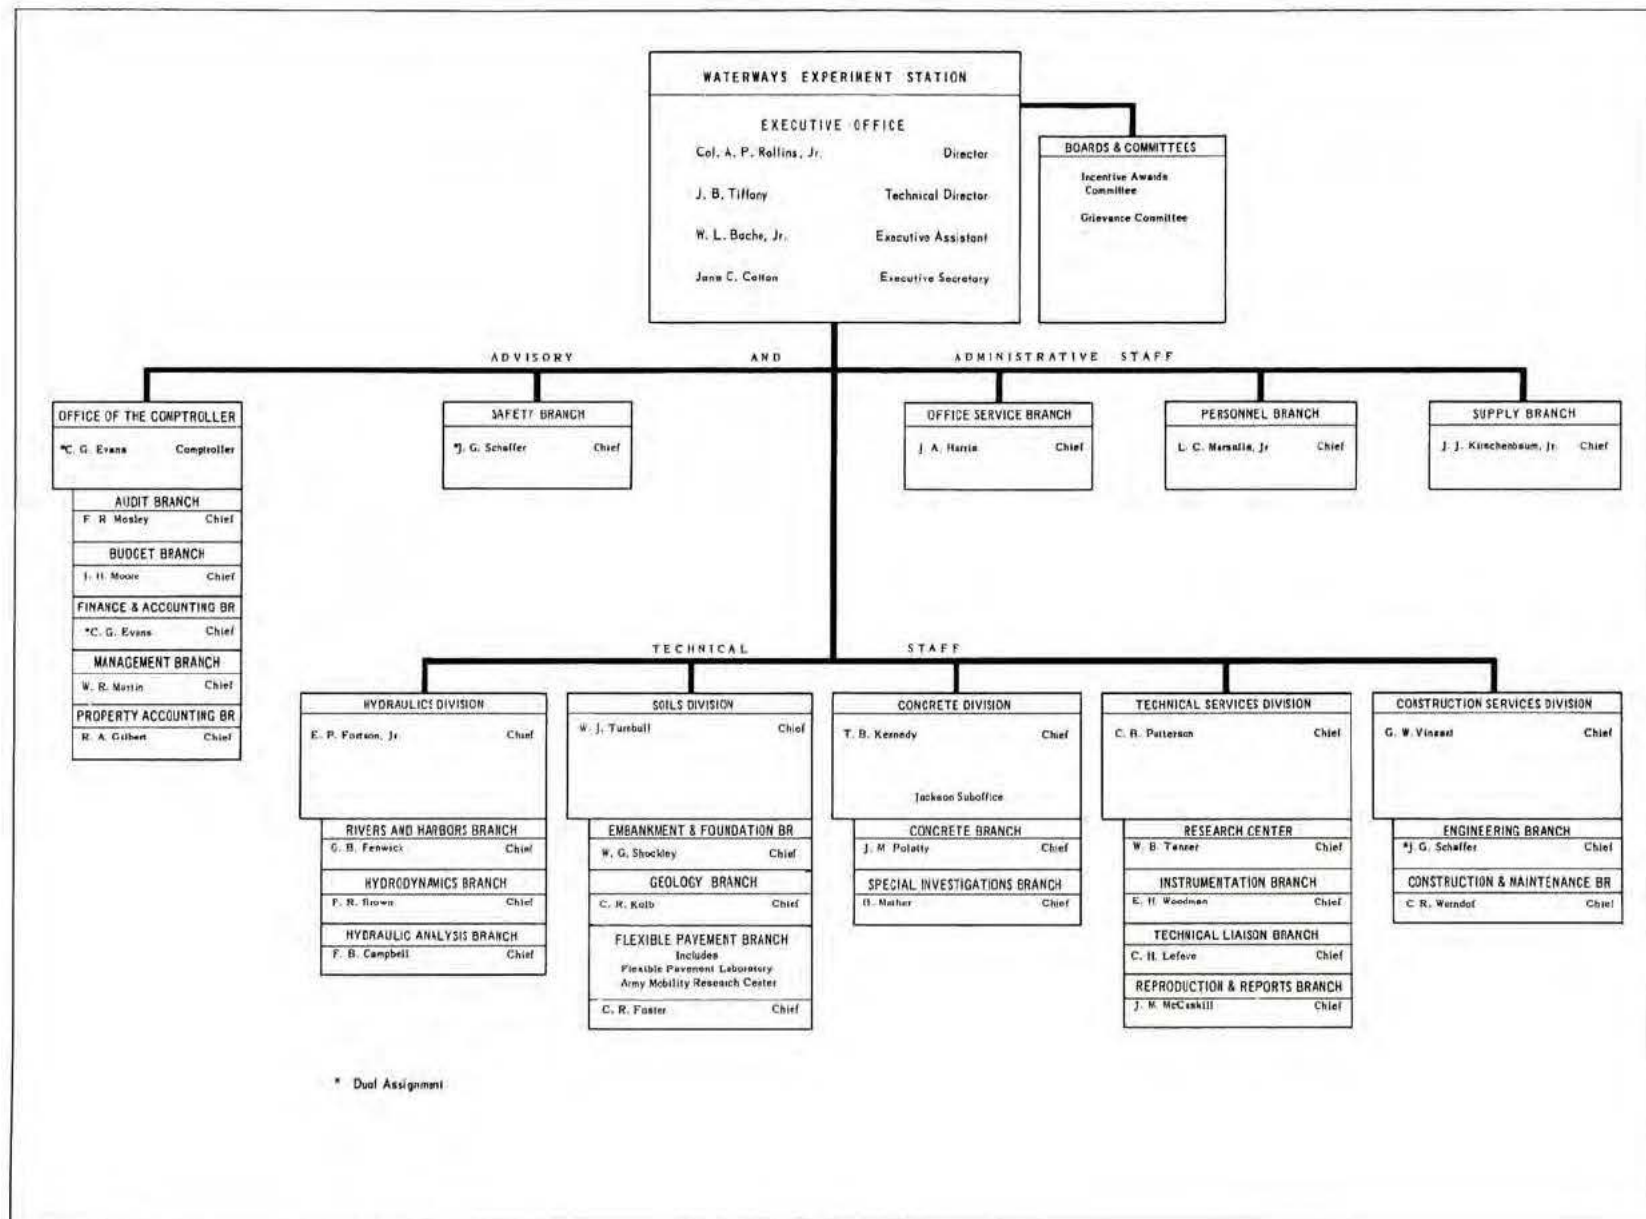 WATERWAYS EXPERIMENT STATION
EXECUTIVE OFFICE
Col. A. P. Rollins, Jr. Director
J. B. Tiffany Technical Director
W. L. Bache, Jr. Executive Assistant
Jane C. Cotton Executive Secretary
BOARDS & COMMITTEES
Incentive Awards
Committee
Grievance Committee
ADVISORY AND ADMINISTRATIVE STAFF
OFFICE OF THE COMPTROLLER
*C. G. Evans Comptroller
AUDIT BRANCH
F. R. Mosley Chief
BUDGET BRANCH
J. H. Moore Chief
FINANCE & ACCOUNTING BR
*C. G. Evans Chief
MANAGEMENT BRANCH
W. R. Martin Chief
PROPERTY ACCOUNTING BR
R. A. Gilbert Chief
SAFETY BRANCH
*J. G. Schaffer Chief
OFFICE SERVICE BRANCH
J. A. Harris Chief
PERSONNEL BRANCH
L. C. Jr Chief
SUPPLY BRANCH
J. J. Kirschenbaum, Jr. Chief
TECHNICAL STAFF
HYDRAULICS DIVISION
E. P. Fortson, Jr. Chief
RIVERS AND HARBORS BRANCH
G. B. Fenwick Chief
HYDRODYNAMICS BRANCH
F. R. Brown Chief
HYDRAULIC ANALYSIS BRANCH
F. B. Campbell Chief
SOILS DIVISION
W. J. Turnbull Chief
EMBANKMENT & FOUNDATION BR
W. G. Shockley Chief
GEOLOGY BRANCH
C. R. Kolb Chief
FLEXIBLE PAVEMENT BRANCH
Includes
Flexible Pavement Laboratory
Army Mobility Research Center
C. R. Foster Chief
CONCRETE DIVISION
T. B. Kennedy Chief
Jackson Suboffice
CONCRETE BRANCH
J. M. Polatty Chief
SPECIAL INVESTIGATIONS BRANCH
Mather Chief
TECHNICAL SERVICES DIVISION
C. B. Patterson Chief
RESEARCH CENTER
W. B. Tanner Chief
INSTRUMENTATION BRANCH
E. H. Woodman Chief
TECHNICAL LIAISON BRANCH
C. H. Lefeve Chief
REPRODUCTION & REPORTS BRANCH
J. M. McCaskill Chief
CONSTRUCTION SERVICES DIVISION
G. W. Chief
ENGINEERING BRANCH
*J. G. Schaffer Chief
CONSTRUCTION & MAINTENANCE BR
C. R. Chief
* Dual Assignment